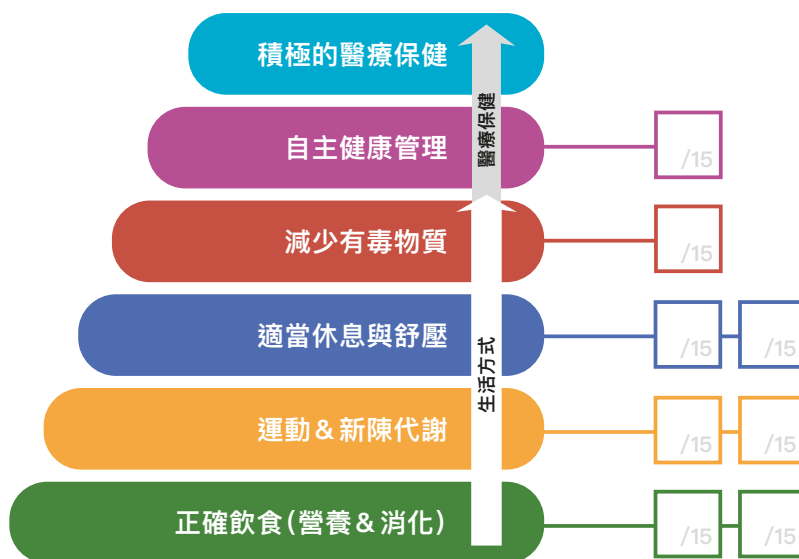 積極的醫療保健
醫療保健
自主健康管理
/15
減少有毒物質
/15
適當休息與舒壓
/15
/15
生活方式
運動&新陳代謝
/15
/15
正確飲食(營養&消化)
/15
/15